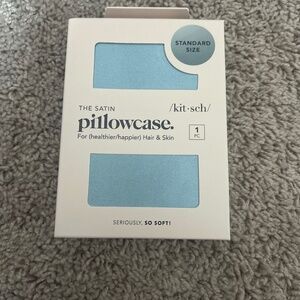 STANDARD
SIZE
THE SATIN
/kit•sch/
pillowcase.
For (healthier/happier) Hair & Skin
1
PC
SERIOUSLY, SO SOFT!